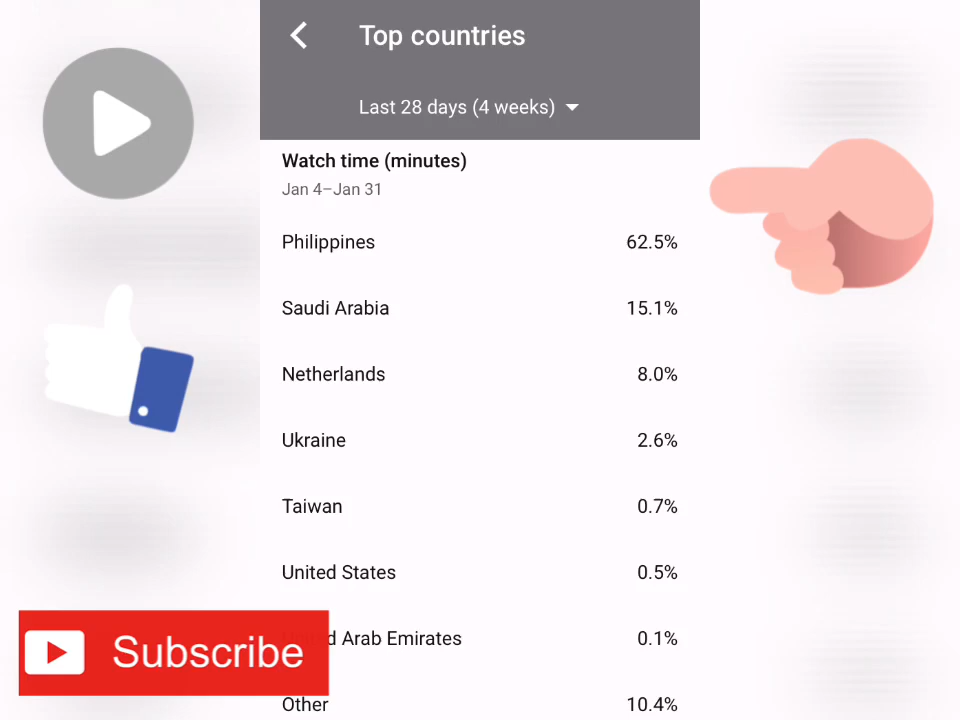 Top countries
Last 28 days (4 weeks)
Watch time (minutes)
Jan 4–Jan 31
Philippines 62.5%
Saudi Arabia 15.1%
Netherlands 8.0%
Ukraine 2.6%
Taiwan 0.7%
United States 0.5%
Arab Emirates 0.1%
Subscribe
Other 10.4%